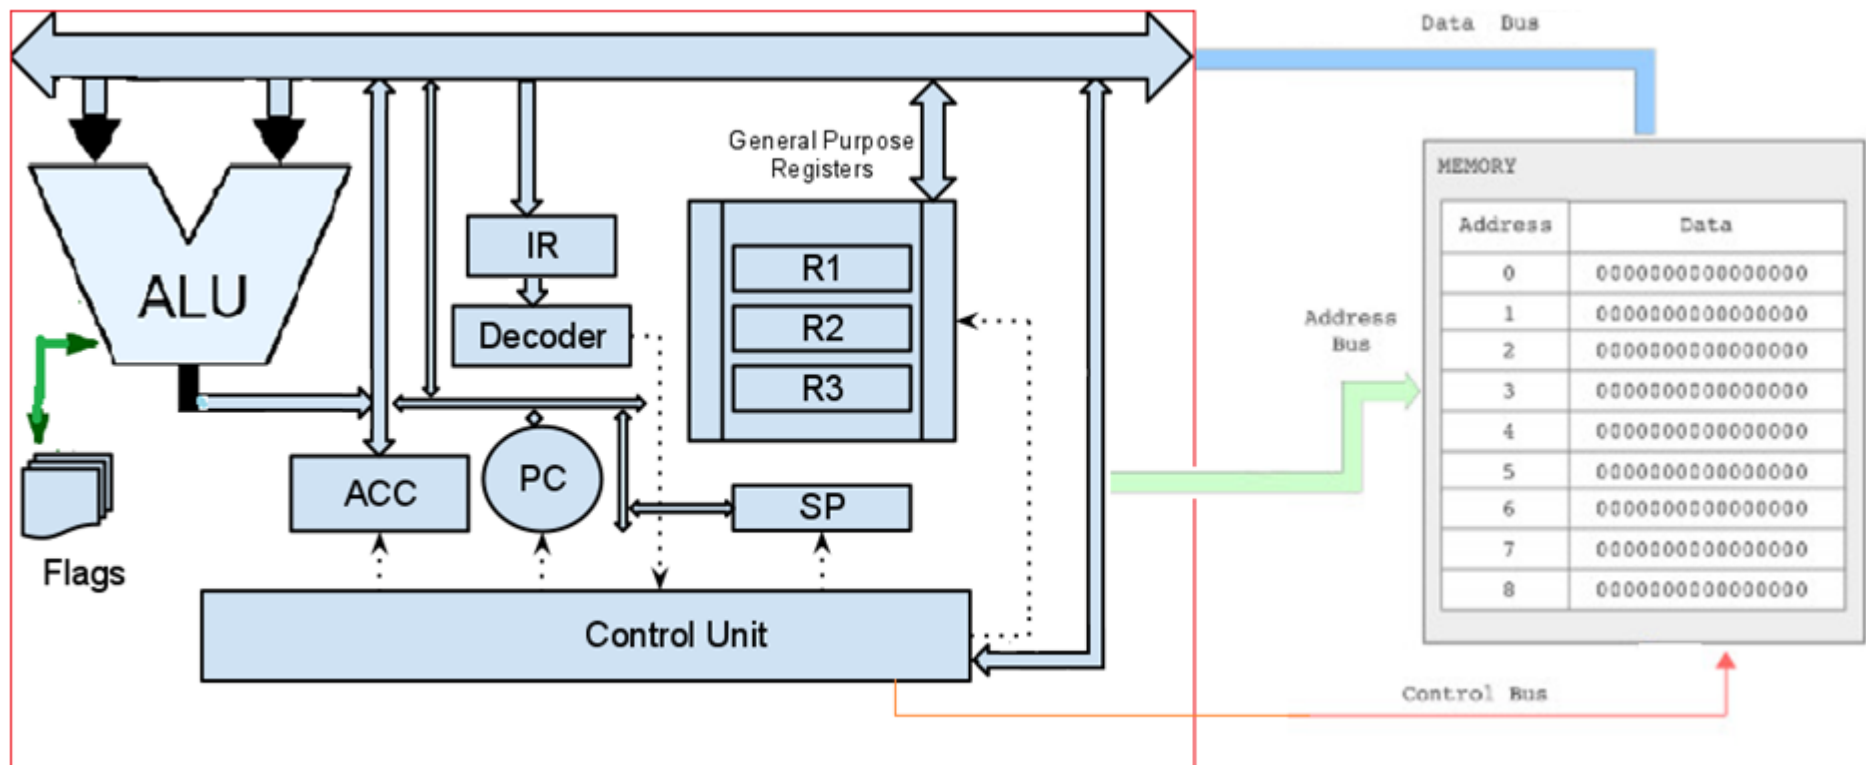 Data Bus
General Purpose
Registers
MEMORY
Address Data
IR
R1
0 0000000000000000
ALU
Decoder
R2
1 0000000000000000
Address
Bus
2 0000000000000000
R3
3 0000000000000000
4 0000000000000000
ACC
PC
SP
5 0000000000000000
6 0000000000000000
Flags
7 0000000000000000
8 0000000000000000
Control Unit
Control Bus